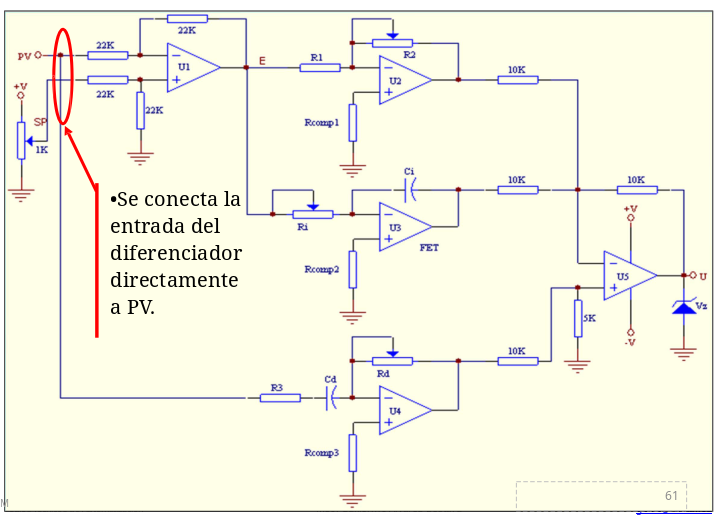 22K
PV
22K
U1
E
R1
R2
U2
10K
+V
22K
22K
SP
1K
Rcomp1
Ci
10K
10K
•Se conecta la
entrada del
diferenciador
directamente
a PV.
Ri
U3
FET
+V
Rcomp2
U5
U
Vz
5K
-V
10K
Rd
R3
Cd
U4
Rcomp3
61
M